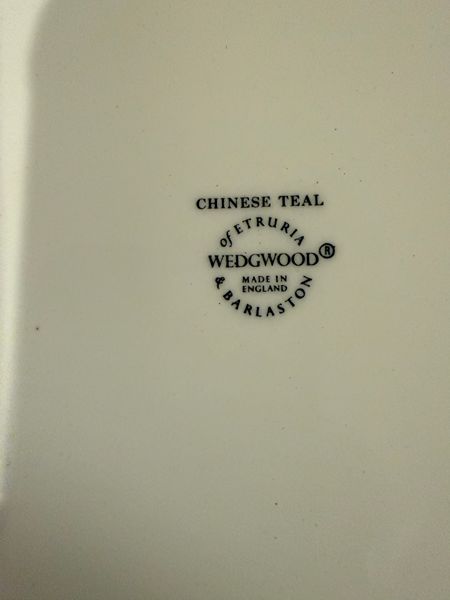 CHINESE TEAL
of ETRURIA
WEDGWOOD®
MADE IN
ENGLAND
& BARLASTON